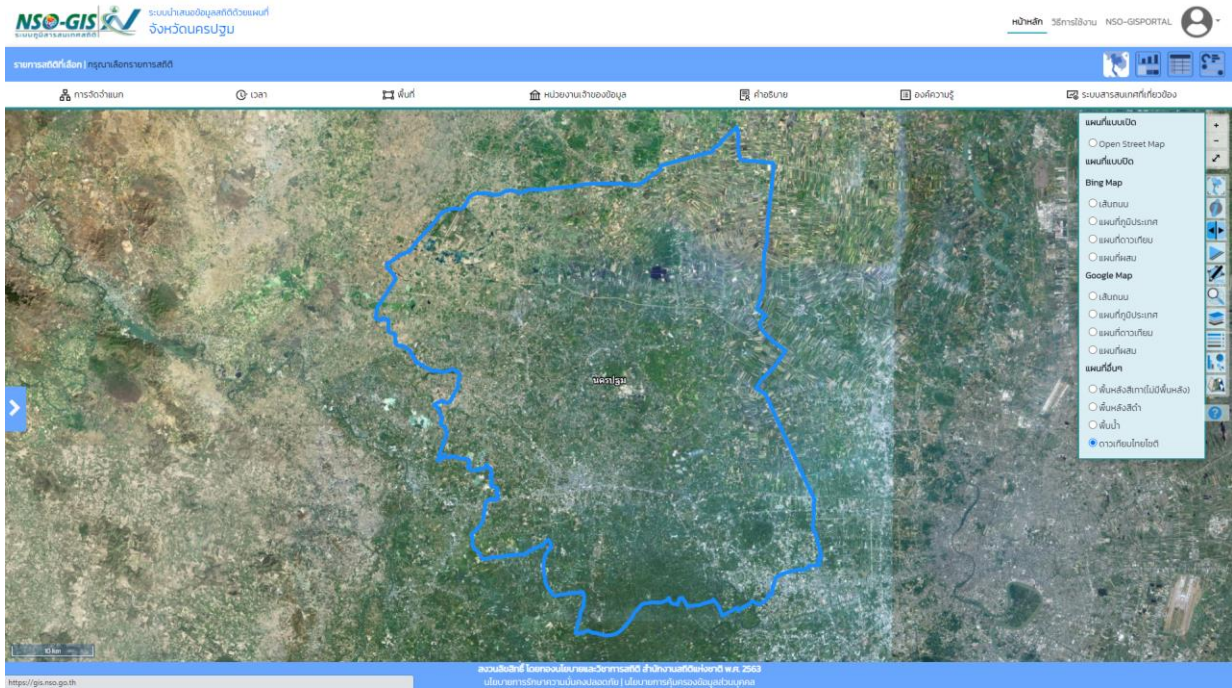 NSO-GIS
ระบบภูมิสารสนเทศสถิติ
ระบบนำเสนอข้อมูลสถิติด้วยแผนที่
จังหวัดนครปฐม
หน้าหลัก วิธีการใช้งาน NSO-GISPORTAL
รายการสถิติที่เลือก | กรุณาเลือกรายการสถิติ
การจัดจำแนก เวลา พื้นที่ หน่วยงานเจ้าของข้อมูล คำอธิบาย องค์ความรู้ ระบบสารสนเทศที่เกี่ยวข้อง
แผนที่แบบเปิด
Open Street Map
แผนที่แบบปิด
Bing Map
เส้นถนน
แผนที่ภูมิประเทศ
แผนที่ดาวเทียม
แผนที่ผสม
Google Map
เส้นถนน
แผนที่ภูมิประเทศ
แผนที่ดาวเทียม
แผนที่ผสม
แผนที่อื่นๆ
พื้นหลังสีเทา(ไม่มีพื้นหลัง)
พื้นหลังสีดำ
พื้นน้ำ
ดาวเทียมไทยโชติ
+
-
?
นครปฐม
10 km
สงวนลิขสิทธิ์ โดยกองนโยบายและวิชาการสถิติ สำนักงานสถิติแห่งชาติ พ.ศ. 2563
นโยบายการรักษาความมั่นคงปลอดภัย | นโยบายการคุ้มครองข้อมูลส่วนบุคคล
https://gis.nso.go.th